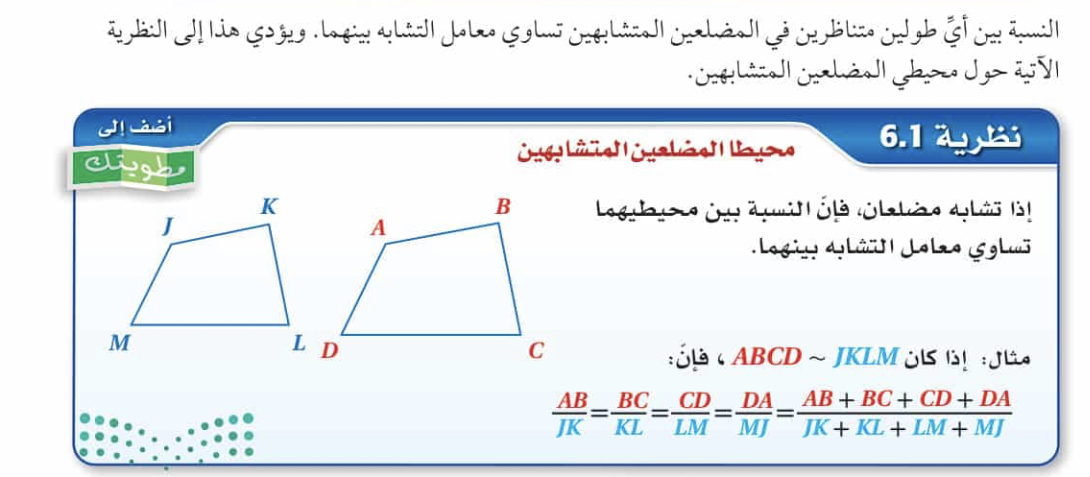 النسبة بين أيِّ طولين متناظرين في المضلعين المتشابهين تساوي معامل التشابه بينهما. ويؤدي هذا إلى النظرية
الآتية حول محيطي المضلعين المتشابهين.
نظرية 6.1
محيطا المضلعين المتشابهين
أضف إلى
مطويتك
إذا تشابه مضلعان، فإنّ النسبة بين محيطيهما
تساوي معامل التشابه بينهما.
B
A
K
J
C
D
L
M
مثال: إذا كان ABCD ~ JKLM ، فإنّ:
AB/JK = BC/KL = CD/LM = DA/MJ = AB + BC + CD + DA/JK + KL + LM + MJ